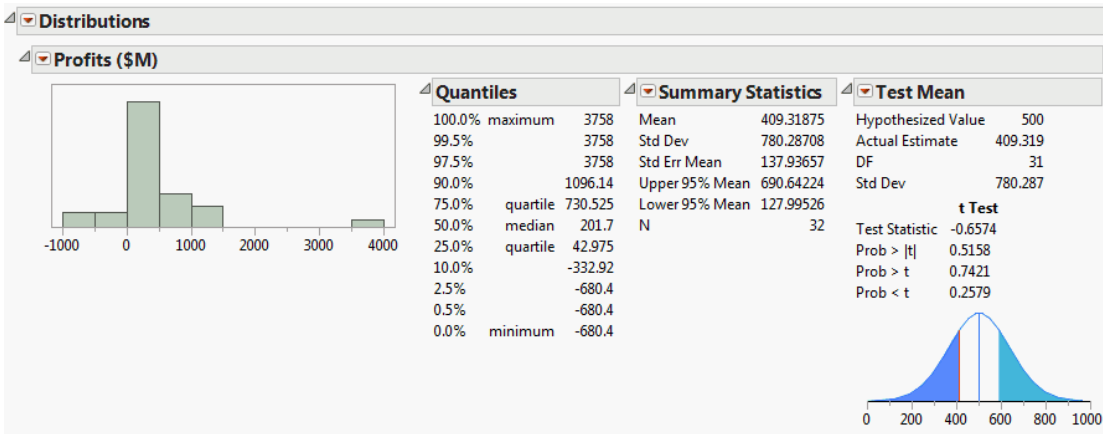 Distributions
Profits ($M)
-1000 0 1000 2000 3000 4000
Quantiles
100.0% maximum 3758
99.5% 3758
97.5% 3758
90.0% 1096.14
75.0% quartile 730.525
50.0% median 201.7
25.0% quartile 42.975
10.0% -332.92
2.5% -680.4
0.5% -680.4
0.0% minimum -680.4
Summary Statistics
Mean 409.31875
Std Dev 780.28708
Std Err Mean 137.93657
Upper 95% Mean 690.64224
Lower 95% Mean 127.99526
N 32
Test Mean
Hypothesized Value 500
Actual Estimate 409.319
DF 31
Std Dev 780.287
t Test
Test Statistic -0.6574
Prob > |t| 0.5158
Prob > t 0.7421
Prob < t 0.2579
0 200 400 600 800 1000